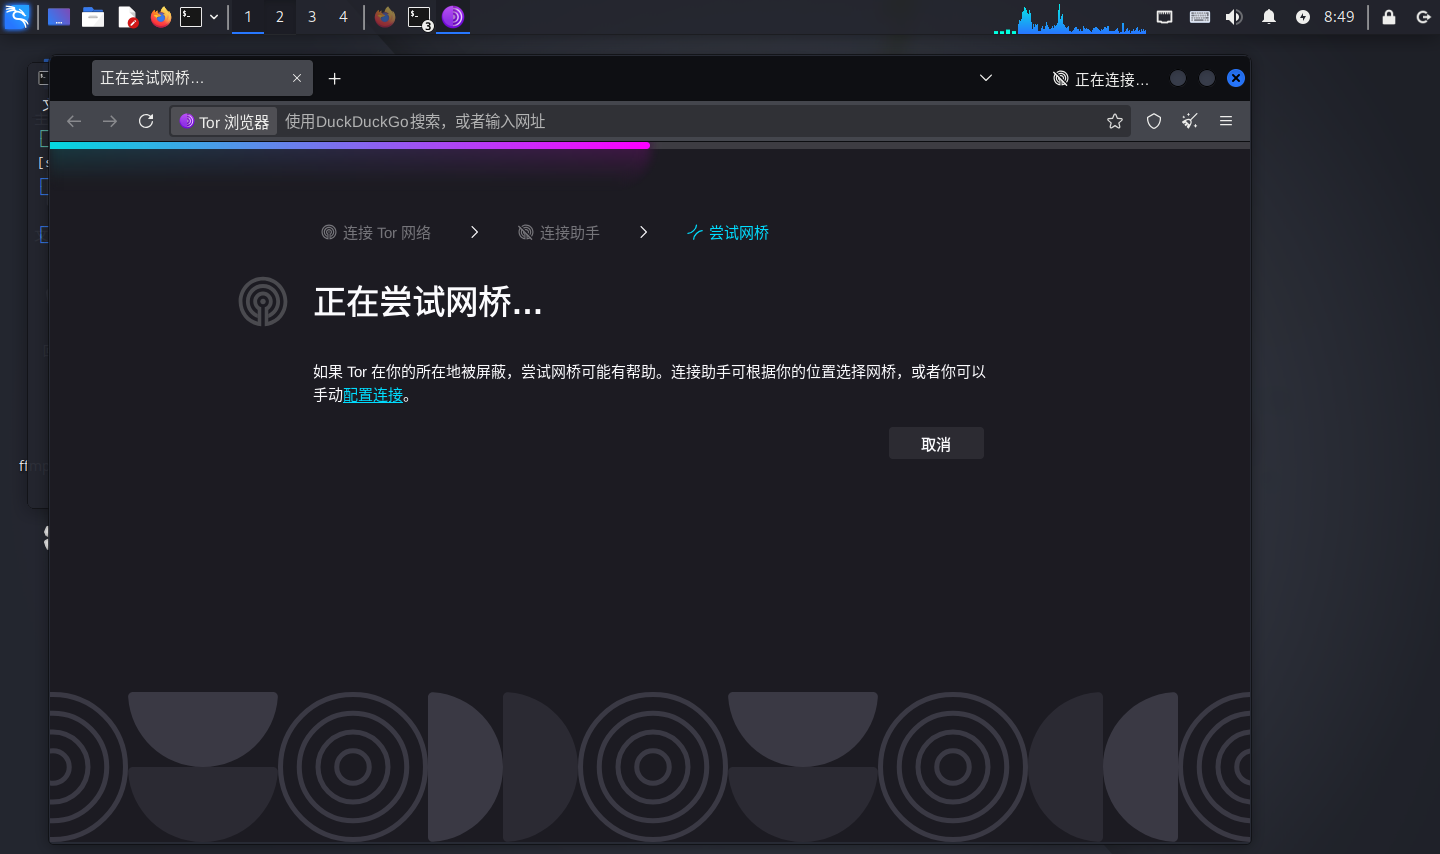 1 2 3 4 3 8:49
正在尝试网桥… 正在连接…
Tor 浏览器 使用DuckDuckGo搜索，或者输入网址
连接 Tor 网络 连接助手 尝试网桥
正在尝试网桥…
如果 Tor 在你的所在地被屏蔽，尝试网桥可能有帮助。连接助手可根据你的位置选择网桥，或者你可以
手动配置连接。
取消